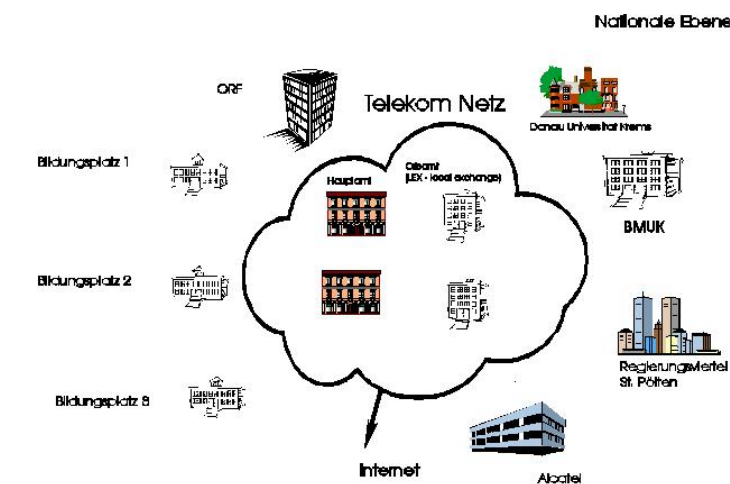 Nationale Ebene
ORF
Telekom Netz
Donau Universitat Krems
Bildungsplatz 1
Hauptamt
Ortsamt
(LEX - local exchange)
BMUK
Bildungsplatz 2
Regierungsviertel
St. Pölten
Bildungsplatz 3
Internet
Alcatel